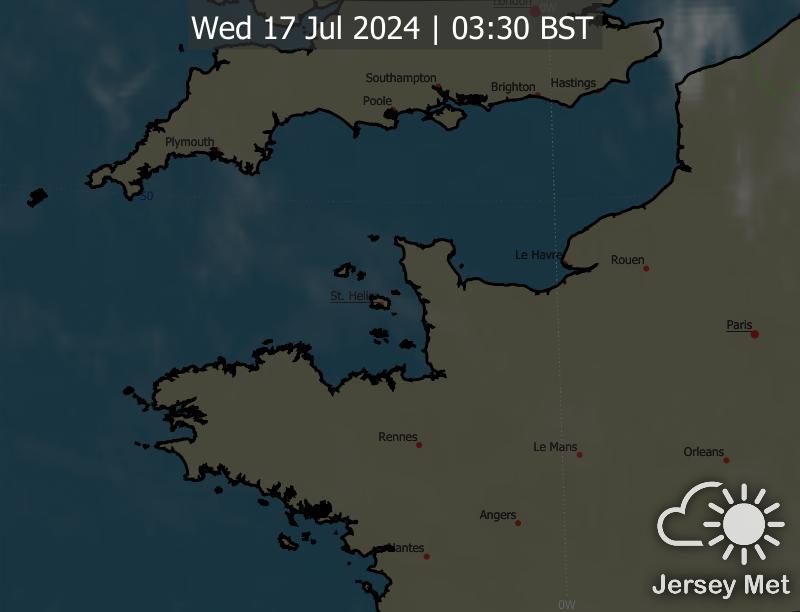 London
0W
Wed 17 Jul 2024 | 03:30 BST
Southampton
Brighton
Hastings
Poole
Plymouth
50
Le Havre
Rouen
St. Helier
Paris
Rennes
Le Mans
Orleans
Angers
Nantes
Jersey Met
0W